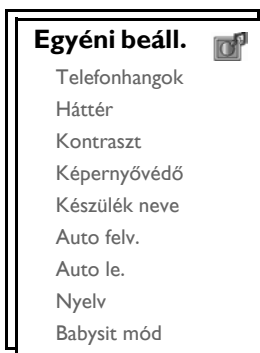 Egyéni beáll.
Telefonhangok
Háttér
Kontraszt
Képernyővédő
Készülék neve
Auto felv.
Auto le.
Nyelv
Babysit mód